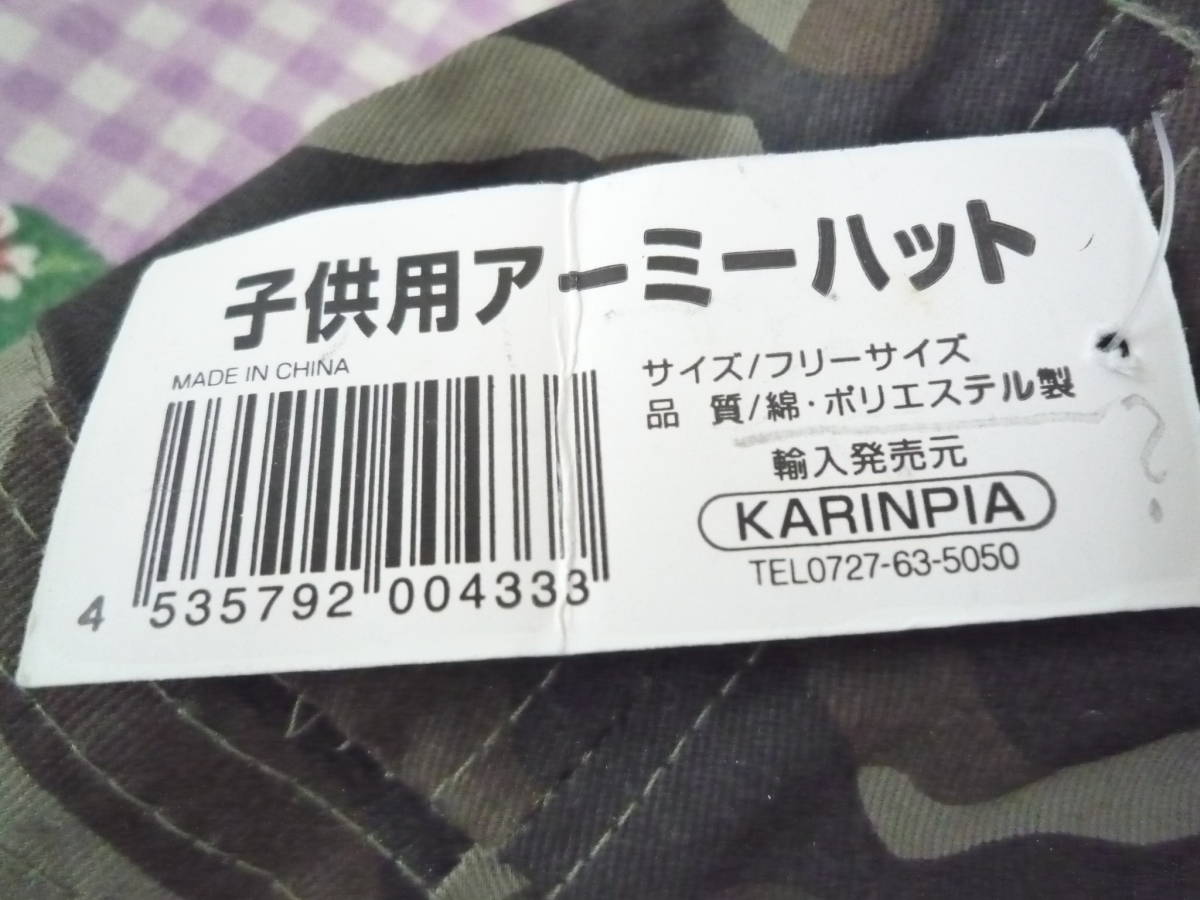 子供用アーミーハット
MADE IN CHINA
4 535792 004333
サイズ/フリーサイズ
品 質/綿・ポリエステル製
輸入発売元
KARINPIA
TEL0727-63-5050